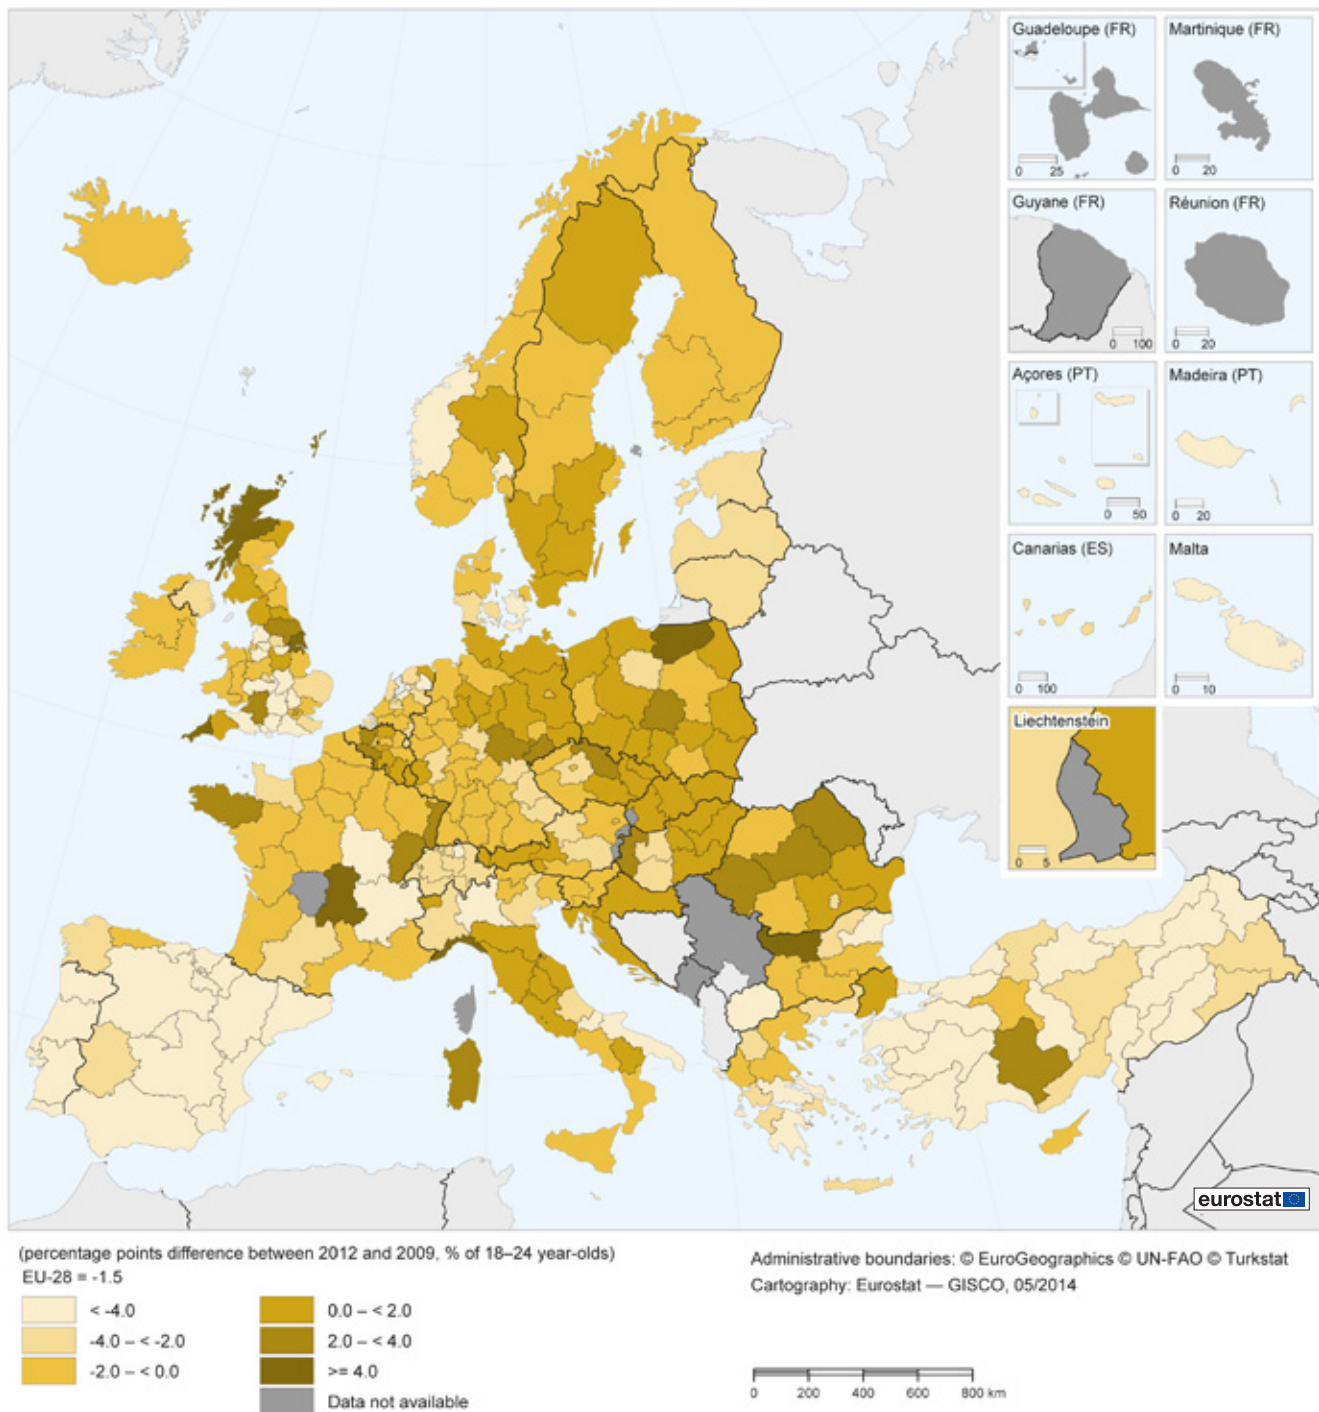 Guadeloupe (FR)
0 25
Martinique (FR)
0 20
Guyane (FR)
0 100
Réunion (FR)
0 20
Açores (PT)
0 50
Madeira (PT)
0 20
Canarias (ES)
0 100
Malta
0 10
Liechtenstein
0 5
eurostat
(percentage points difference between 2012 and 2009, % of 18–24 year-olds)
EU-28 = -1.5
< -4.0
-4.0 – < -2.0
-2.0 – < 0.0
0.0 – < 2.0
2.0 – < 4.0
>= 4.0
Data not available
Administrative boundaries: © EuroGeographics © UN-FAO © Turkstat
Cartography: Eurostat — GISCO, 05/2014
0 200 400 600 800 km